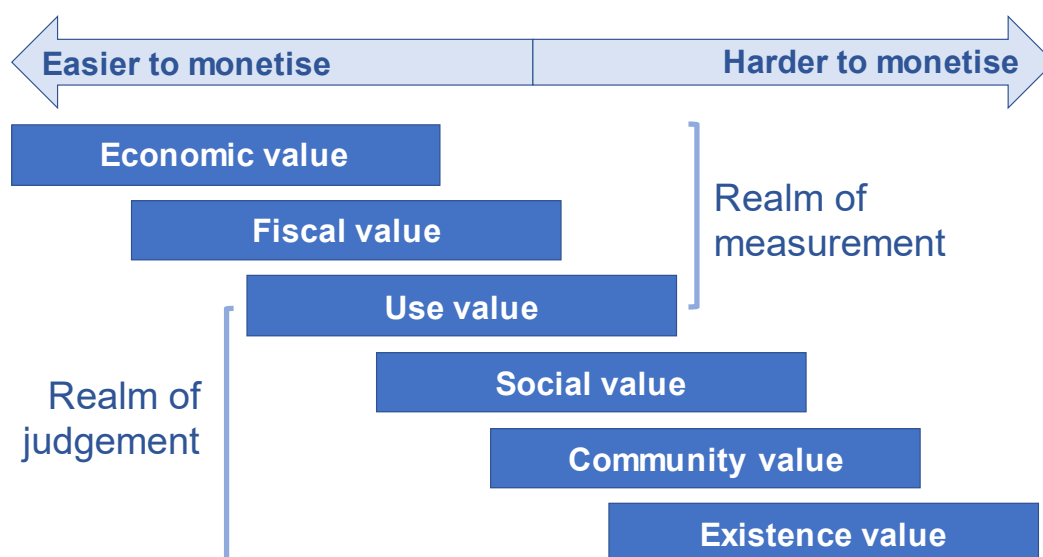 Easier to monetise
Harder to monetise
Economic value
Fiscal value
Use value
Realm of
measurement
Social value
Realm of
judgement
Community value
Existence value